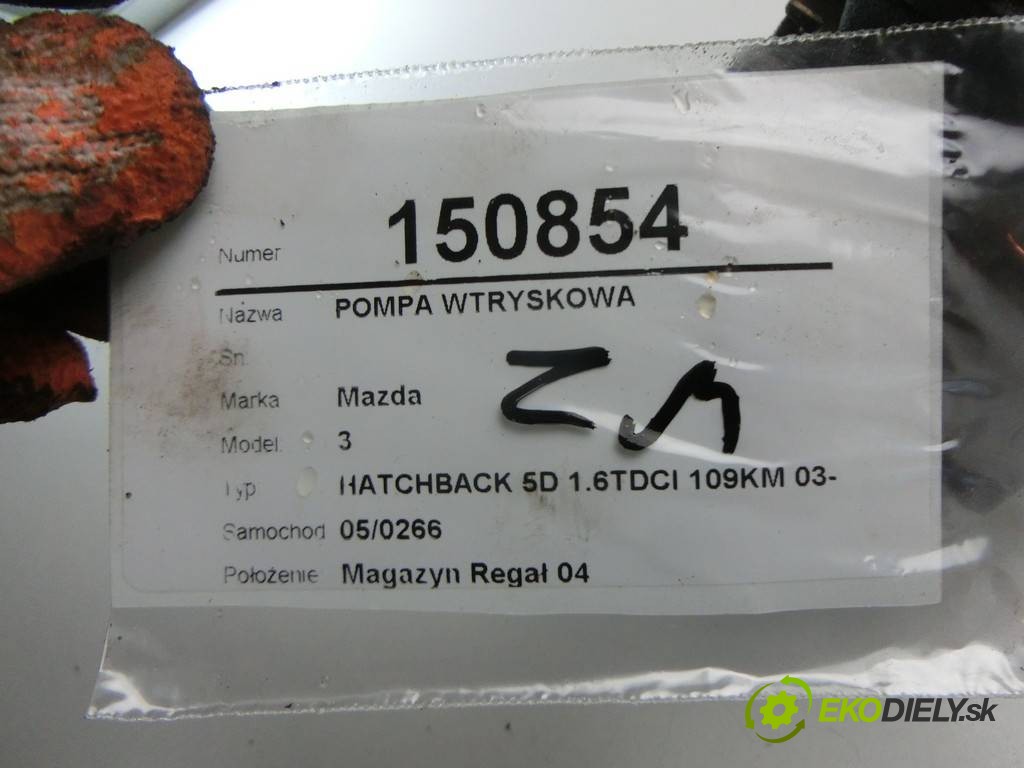 Numer 150854
Nazwa POMPA WTRYSKOWA
Sn.
Marka Mazda
Model. 3
Typ HATCHBACK 5D 1.6TDCI 109KM 03-
Samochod 05/0266
Położenie Magazyn Regał 04
EKODIELY.sk